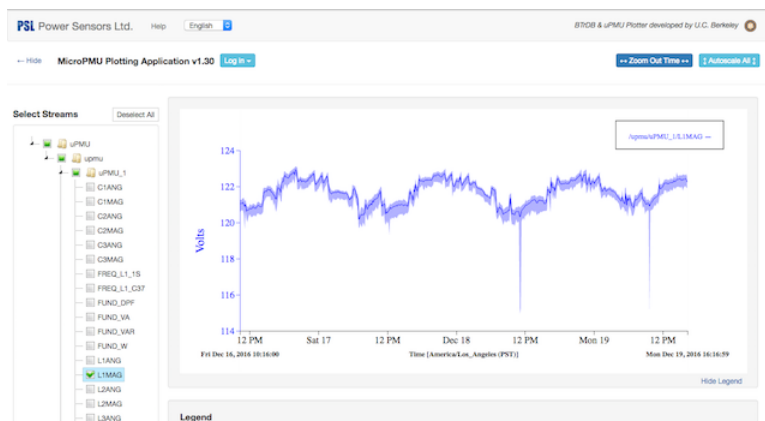 PSL Power Sensors Ltd. Help English BTrDB & uPMU Plotter developed by U.C. Berkeley
← Hide MicroPMU Plotting Application v1.30 Log in ↔ Zoom Out Time ↔ ↕ Autoscale All ↕
Select Streams Deselect All
/upmu/uPMU_1/L1MAG —
uPMU
upmu
uPMU_1
C1ANG
C1MAG
C2ANG
C2MAG
C3ANG
C3MAG
FREQ_L1_1S
FREQ_L1_C37
FUND_DPF
FUND_VA
FUND_VAR
FUND_W
L1ANG
L1MAG
L2ANG
L2MAG
L3ANG
124
122
120
118
116
114
Volts
12 PM Sat 17 12 PM Dec 18 12 PM Mon 19 12 PM
Fri Dec 16, 2016 10:16:00 Time [America/Los_Angeles (PST)] Mon Dec 19, 2016 16:16:59
Hide Legend
Legend